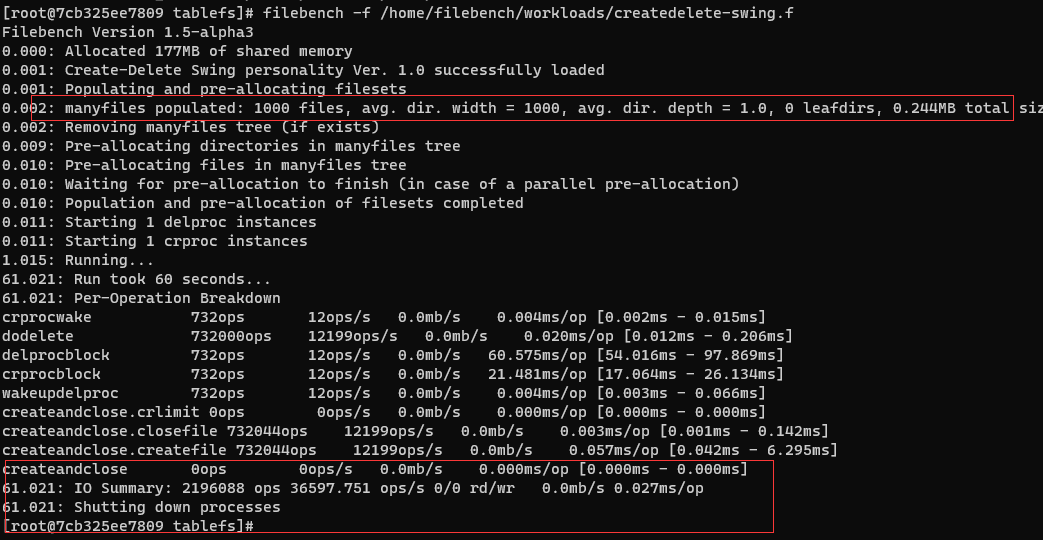 [root@7cb325ee7809 tablefs]# filebench -f /home/filebench/workloads/createdelete-swing.f
Filebench Version 1.5-alpha3
0.000: Allocated 177MB of shared memory
0.001: Create-Delete Swing personality Ver. 1.0 successfully loaded
0.001: Populating and pre-allocating filesets
0.002: manyfiles populated: 1000 files, avg. dir. width = 1000, avg. dir. depth = 1.0, 0 leafdirs, 0.244MB total siz
0.002: Removing manyfiles tree (if exists)
0.009: Pre-allocating directories in manyfiles tree
0.010: Pre-allocating files in manyfiles tree
0.010: Waiting for pre-allocation to finish (in case of a parallel pre-allocation)
0.010: Population and pre-allocation of filesets completed
0.011: Starting 1 delproc instances
0.011: Starting 1 crproc instances
1.015: Running...
61.021: Run took 60 seconds...
61.021: Per-Operation Breakdown
crprocwake           732ops       12ops/s   0.0mb/s    0.004ms/op [0.002ms - 0.015ms]
dodelete             732000ops    12199ops/s   0.0mb/s    0.020ms/op [0.012ms - 0.206ms]
delprocblock         732ops       12ops/s   0.0mb/s   60.575ms/op [54.016ms - 97.869ms]
crprocblock          732ops       12ops/s   0.0mb/s   21.481ms/op [17.064ms - 26.134ms]
wakeupdelproc        732ops       12ops/s   0.0mb/s    0.004ms/op [0.003ms - 0.066ms]
createandclose.crlimit 0ops        0ops/s   0.0mb/s    0.000ms/op [0.000ms - 0.000ms]
createandclose.closefile 732044ops    12199ops/s   0.0mb/s    0.003ms/op [0.001ms - 0.142ms]
createandclose.createfile 732044ops    12199ops/s   0.0mb/s    0.057ms/op [0.042ms - 6.295ms]
createandclose       0ops        0ops/s   0.0mb/s    0.000ms/op [0.000ms - 0.000ms]
61.021: IO Summary: 2196088 ops 36597.751 ops/s 0/0 rd/wr   0.0mb/s 0.027ms/op
61.021: Shutting down processes
[root@7cb325ee7809 tablefs]#